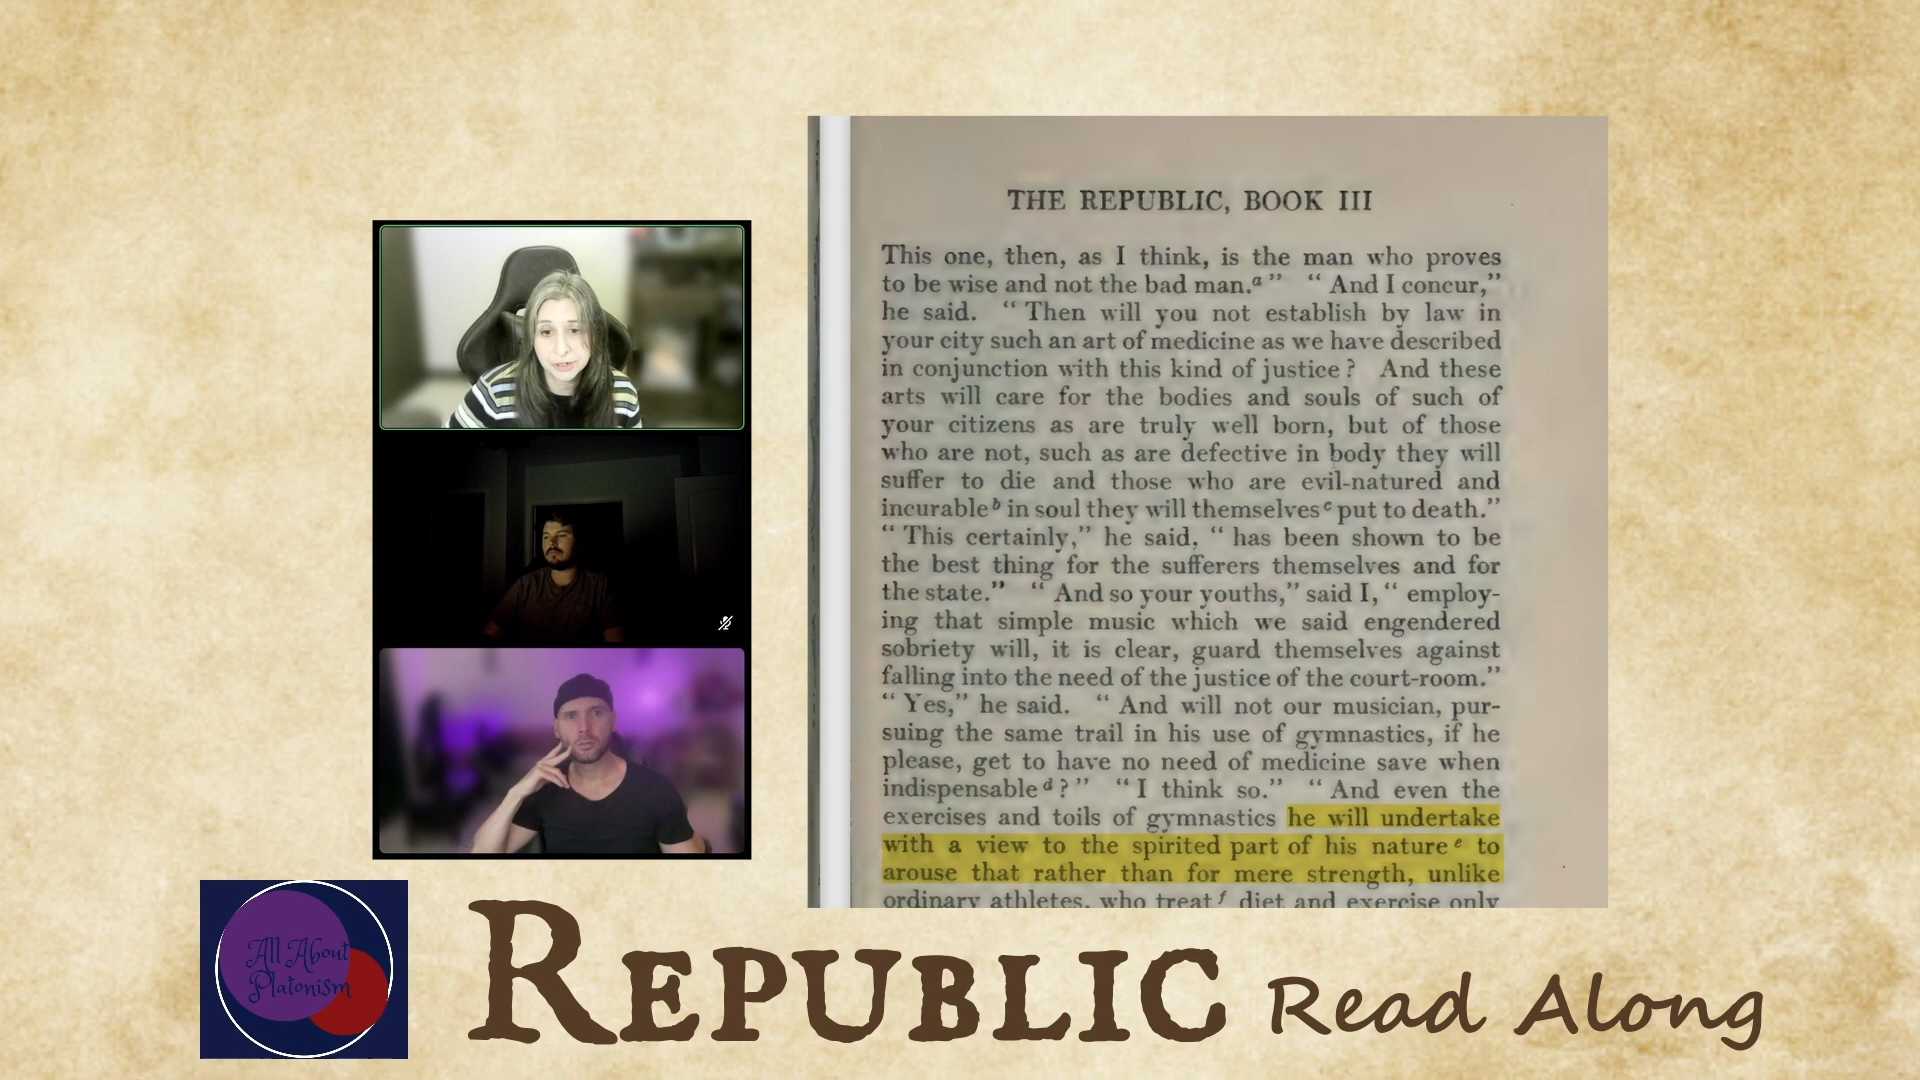 THE REPUBLIC, BOOK III
This one, then, as I think, is the man who proves
to be wise and not the bad man.ᵃ” “ And I concur,”
he said. “ Then will you not establish by law in
your city such an art of medicine as we have described
in conjunction with this kind of justice ? And these
arts will care for the bodies and souls of such of
your citizens as are truly well born, but of those
who are not, such as are defective in body they will
suffer to die and those who are evil-natured and
incurableᵇ in soul they will themselvesᶜ put to death.”
“ This certainly,” he said, “ has been shown to be
the best thing for the sufferers themselves and for
the state.” “ And so your youths,” said I, “ employ-
ing that simple music which we said engendered
sobriety will, it is clear, guard themselves against
falling into the need of the justice of the court-room.”
“ Yes,” he said. “ And will not our musician, pur-
suing the same trail in his use of gymnastics, if he
please, get to have no need of medicine save when
indispensableᵈ ? ” “ I think so.” “ And even the
exercises and toils of gymnastics he will undertake
with a view to the spirited part of his natureᵉ to
arouse that rather than for mere strength, unlike
ordinary athletes, who treatᶠ diet and exercise only
All About
Platonism
REPUBLIC Read Along